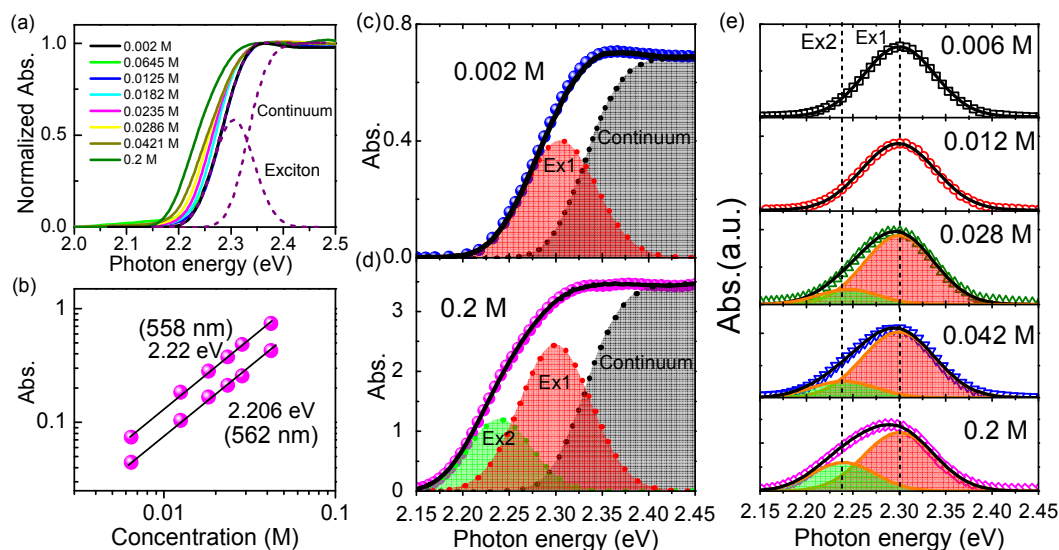 (a)
Normalized Abs.
1.0
0.5
0.0
0.002 M
0.0645 M
0.0125 M
0.0182 M
0.0235 M
0.0286 M
0.0421 M
0.2 M
Continuum
Exciton
2.0 2.1 2.2 2.3 2.4 2.5
Photon energy (eV)
(b)
Abs.
1
0.1
(558 nm)
2.22 eV
2.206 eV
(562 nm)
0.01 0.1
Concentration (M)
(c)
Abs.
0.8
0.4
0.0
0.002 M
Ex1
Continuum
(d)
Abs.
3
2
1
0
0.2 M
Ex1
Ex2
Continuum
2.15 2.20 2.25 2.30 2.35 2.40 2.45
Photon energy (eV)
(e)
Abs.(a.u.)
Ex2 Ex1
0.006 M
0.012 M
0.028 M
0.042 M
0.2 M
2.15 2.20 2.25 2.30 2.35 2.40 2.45
Photon energy (eV)